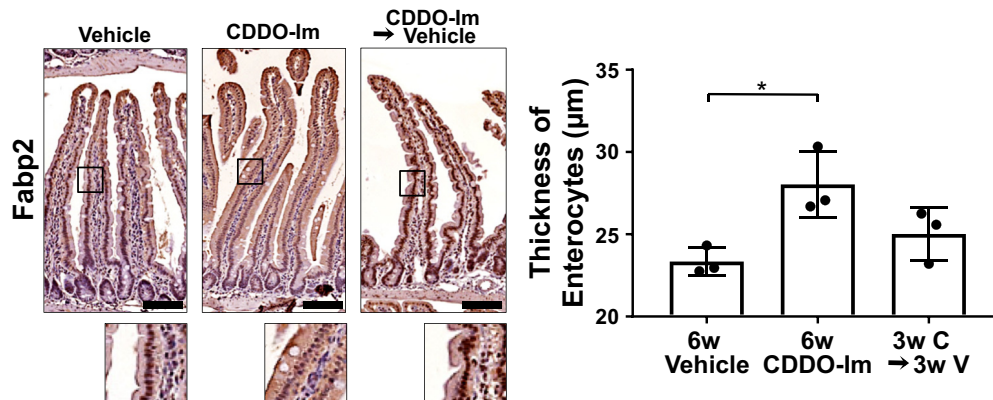 Vehicle
CDDO-Im
CDDO-Im
→ Vehicle
Fabp2
Thickness of
Enterocytes (μm)
35
30
25
20
*
6w
Vehicle
6w
CDDO-Im
3w C
→ 3w V